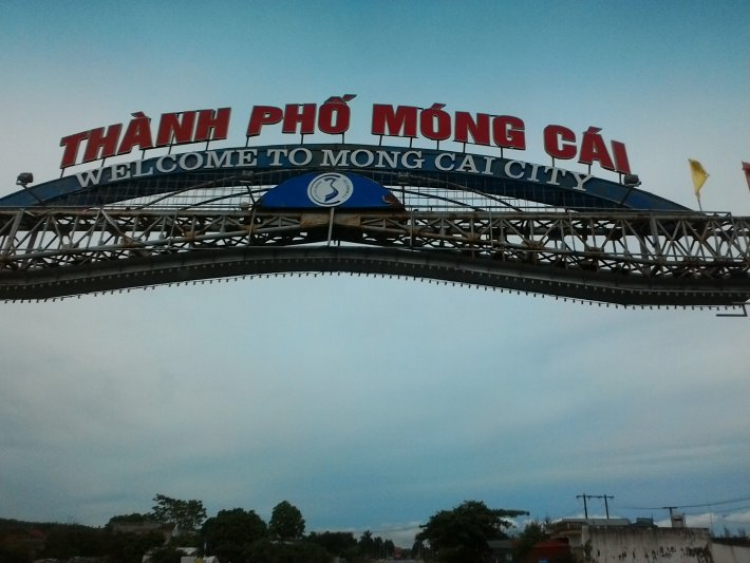 THÀNH PHỐ MÓNG CÁI
WELCOME TO MONG CAI CITY